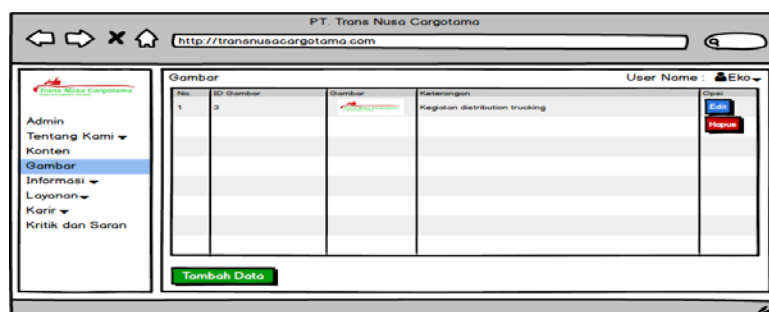 PT. Trans Nusa Cargotama
http://transnusacargotama.com
Trans Nusa Cargotama
Gambar
User Name : Eko
No. ID Gambar Gambar Keterangan Opsi
1 3 Kegiatan distribution trucking Edit
Hapus
Admin
Tentang Kami
Konten
Gambar
Informasi
Layanan
Karir
Kritik dan Saran
Tambah Data